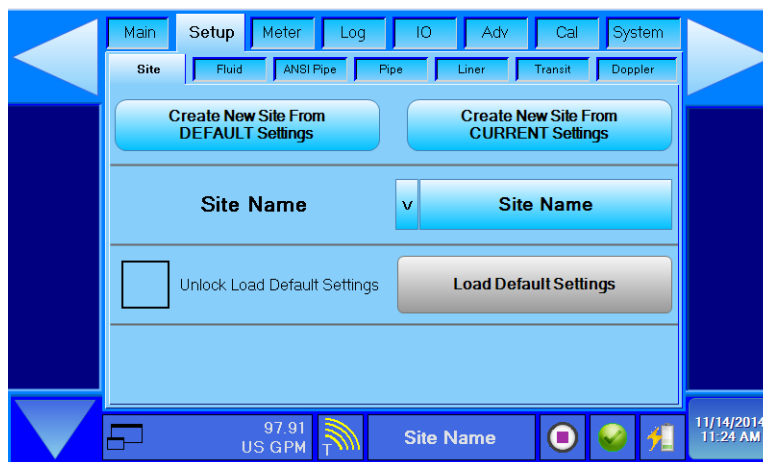 Main Setup Meter Log IO Adv Cal System
Site Fluid ANSI Pipe Pipe Liner Transit Doppler
Create New Site From
DEFAULT Settings
Create New Site From
CURRENT Settings
Site Name v Site Name
Unlock Load Default Settings Load Default Settings
97.91
US GPM
T
Site Name
11/14/2014
11:24 AM